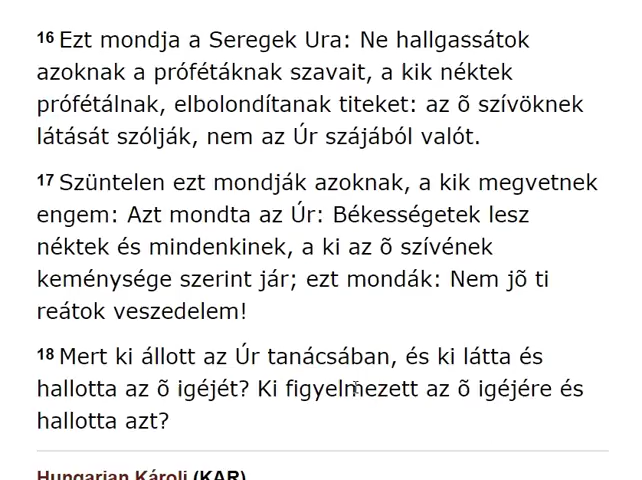 16 Ezt mondja a Seregek Ura: Ne hallgassátok
azoknak a prófétáknak szavait, a kik néktek
prófétálnak, elbolondítanak titeket: az õ szívöknek
látását szólják, nem az Úr szájából valót.
17 Szüntelen ezt mondják azoknak, a kik megvetnek
engem: Azt mondta az Úr: Békességetek lesz
néktek és mindenkinek, a ki az õ szívének
keménysége szerint jár; ezt mondák: Nem jõ ti
reátok veszedelem!
18 Mert ki állott az Úr tanácsában, és ki látta és
hallotta az õ igéjét? Ki figyelmezett az õ igéjére és
hallotta azt?
Hungarian Károli (KAR)